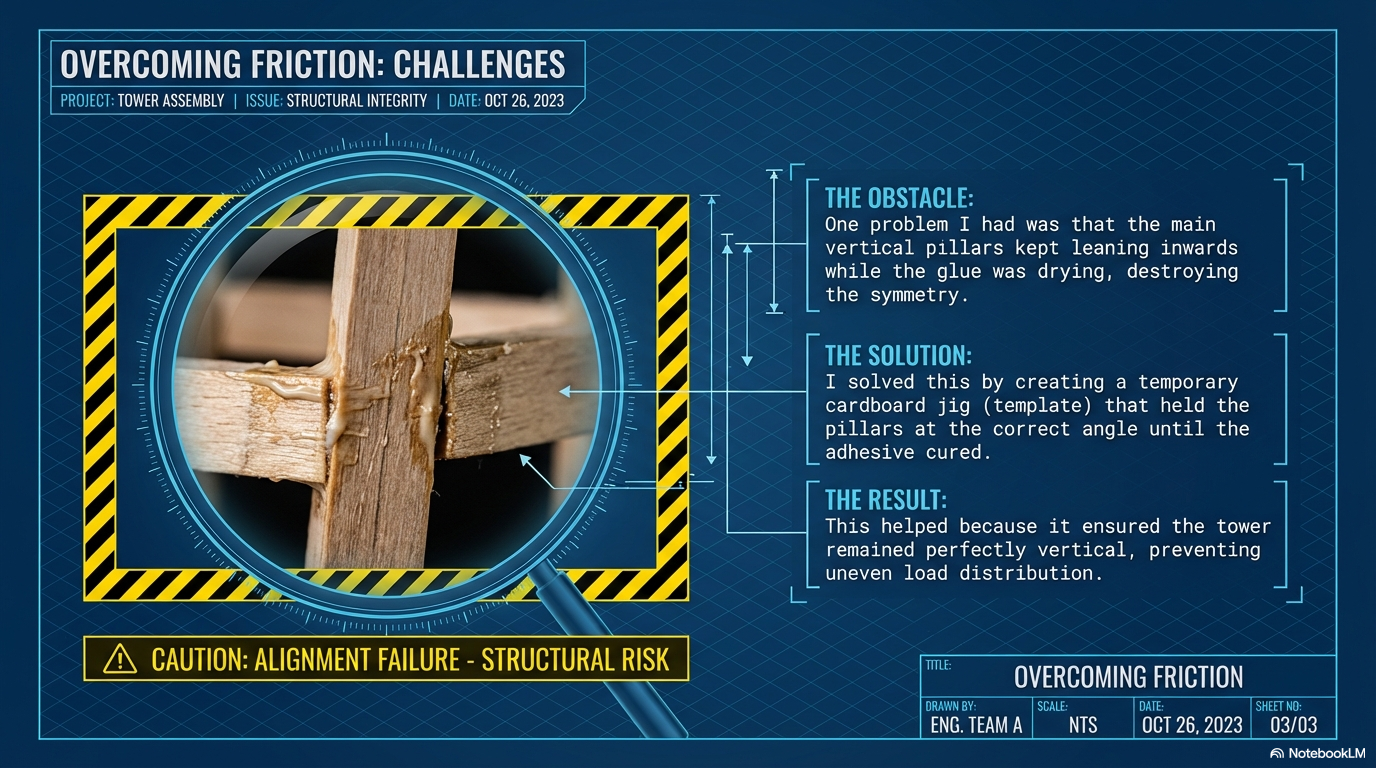 OVERCOMING FRICTION: CHALLENGES
PROJECT: TOWER ASSEMBLY | ISSUE: STRUCTURAL INTEGRITY | DATE: OCT 26, 2023
THE OBSTACLE:
One problem I had was that the main
vertical pillars kept leaning inwards
while the glue was drying, destroying
the symmetry.
THE SOLUTION:
I solved this by creating a temporary
cardboard jig (template) that held the
pillars at the correct angle until the
adhesive cured.
THE RESULT:
This helped because it ensured the tower
remained perfectly vertical, preventing
uneven load distribution.
CAUTION: ALIGNMENT FAILURE - STRUCTURAL RISK
TITLE:
OVERCOMING FRICTION
DRAWN BY:
ENG. TEAM A
SCALE:
NTS
DATE:
OCT 26, 2023
SHEET NO:
03/03
NotebookLM